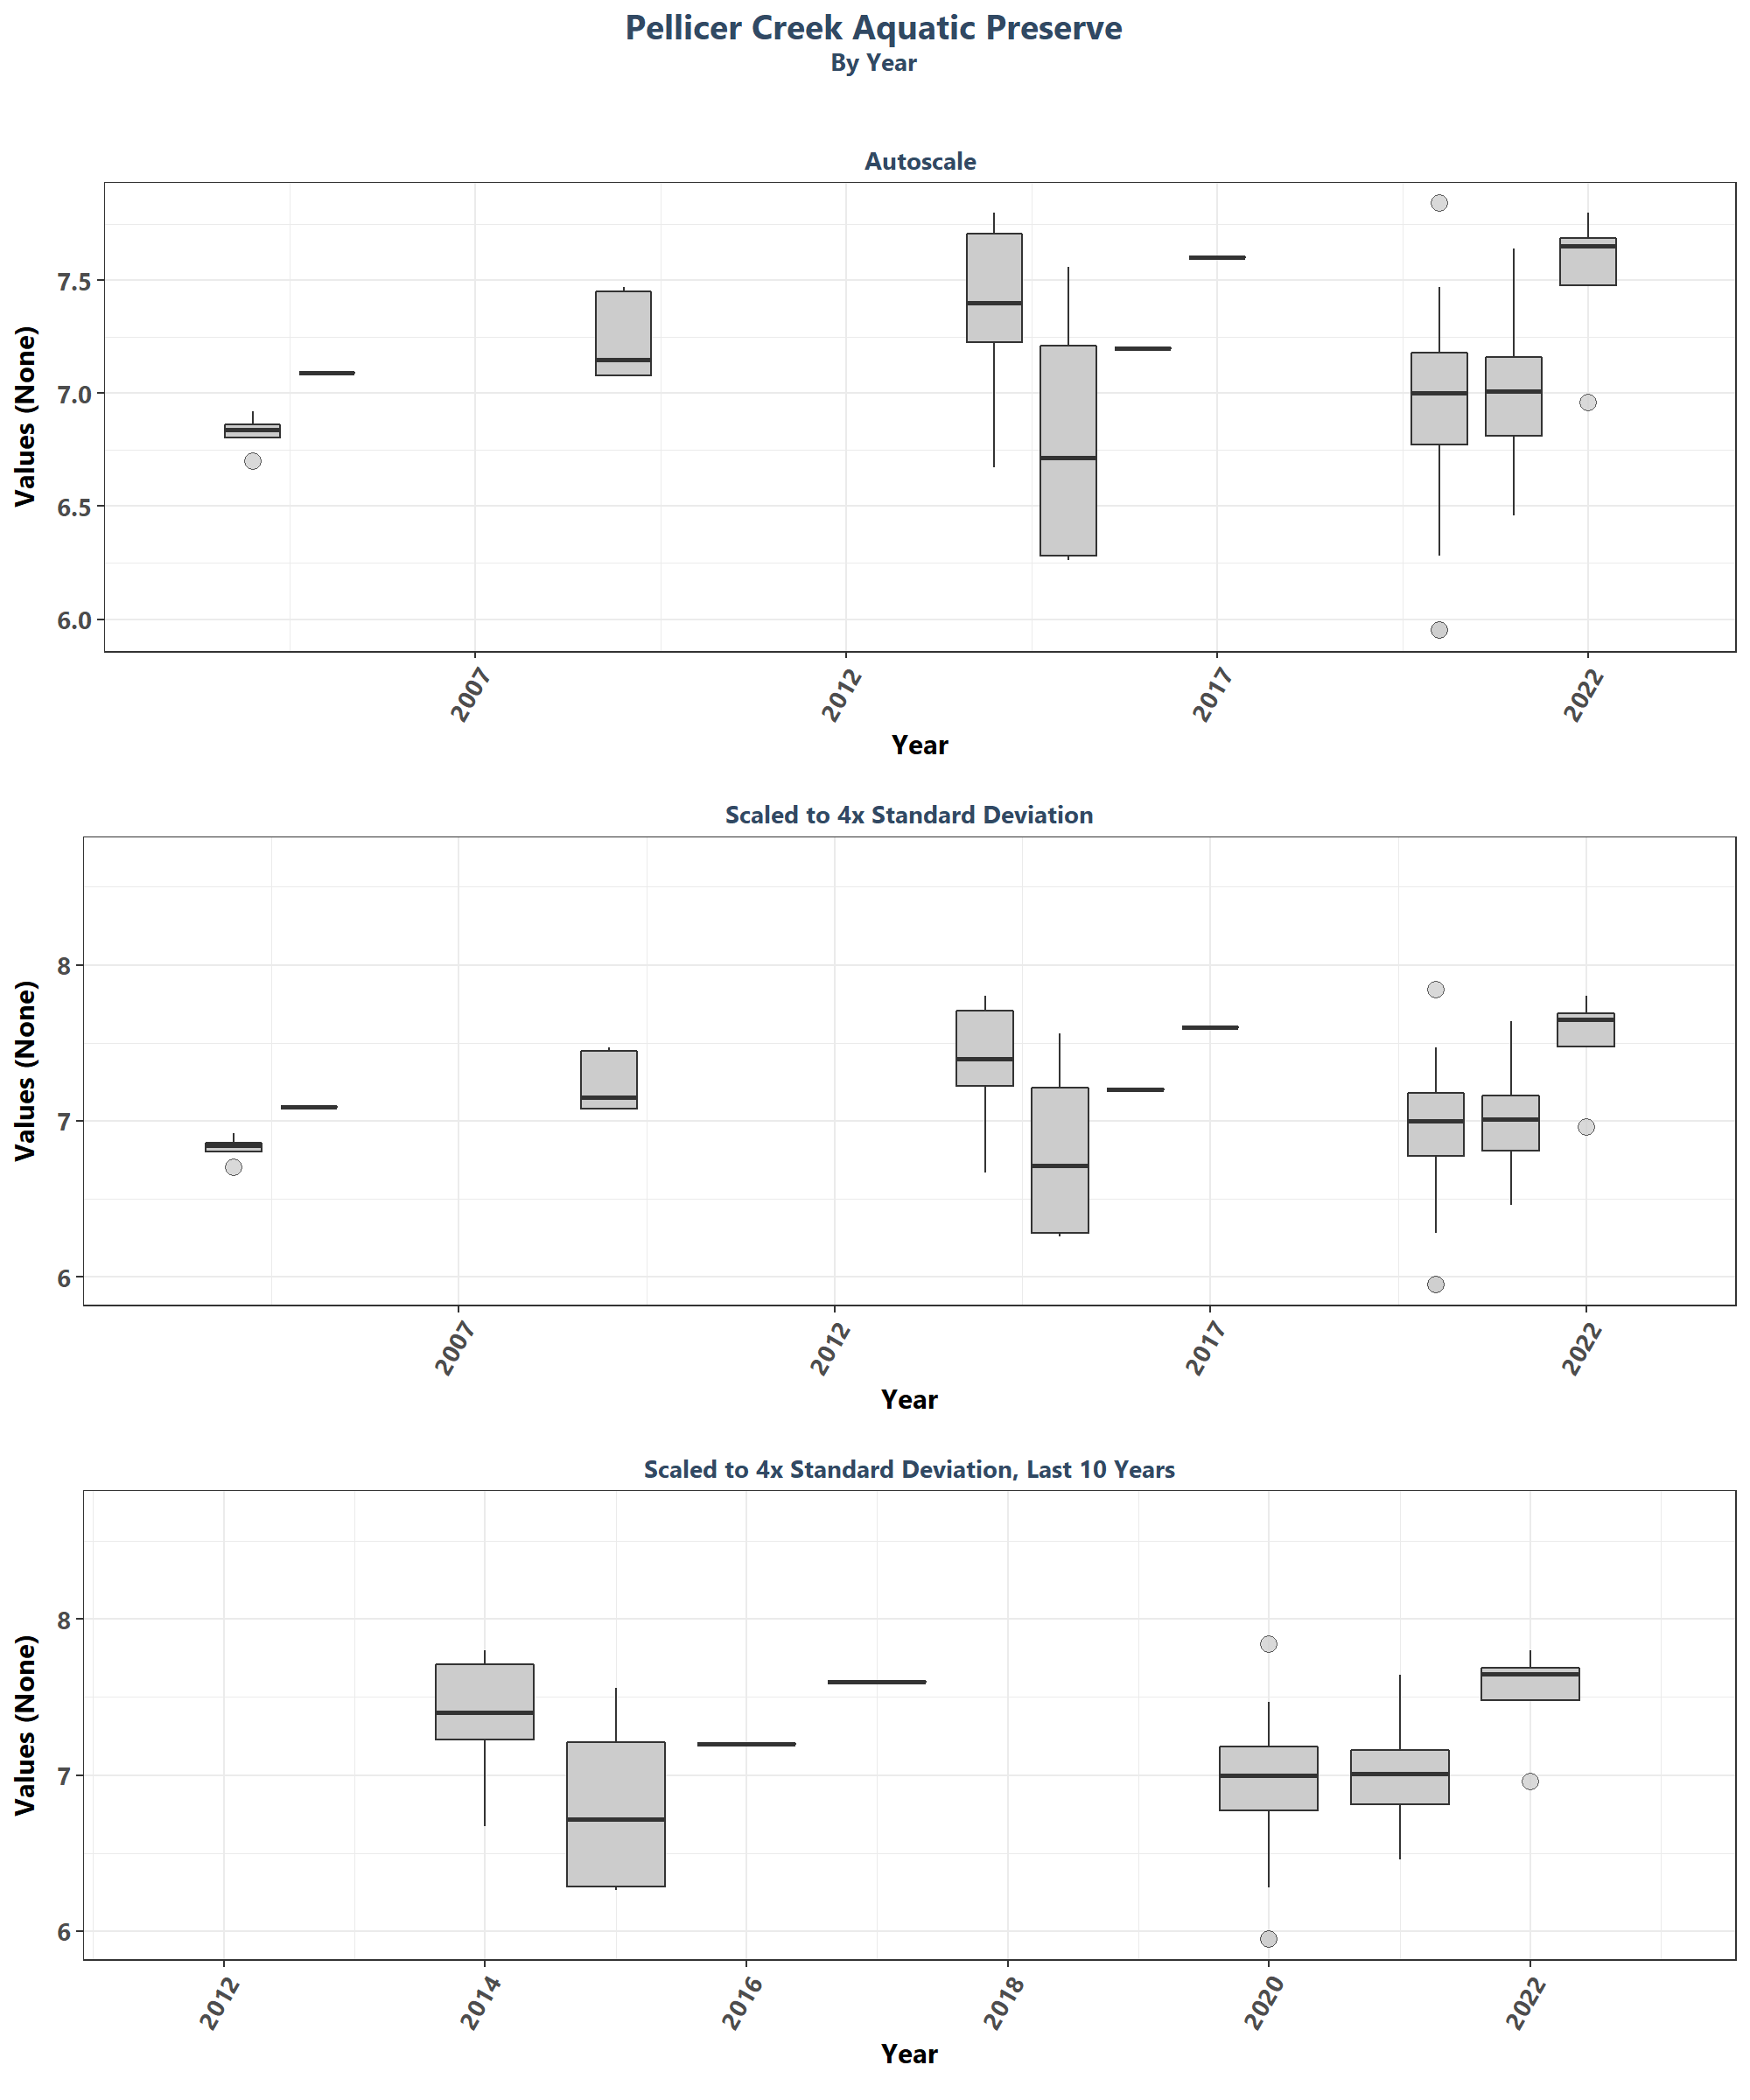 Pellicer Creek Aquatic Preserve
By Year
Autoscale
Values (None)
7.5
7.0
6.5
6.0
2007 2012 2017 2022
Year
Scaled to 4x Standard Deviation
Values (None)
8
7
6
2007 2012 2017 2022
Year
Scaled to 4x Standard Deviation, Last 10 Years
Values (None)
8
7
6
2012 2014 2016 2018 2020 2022
Year